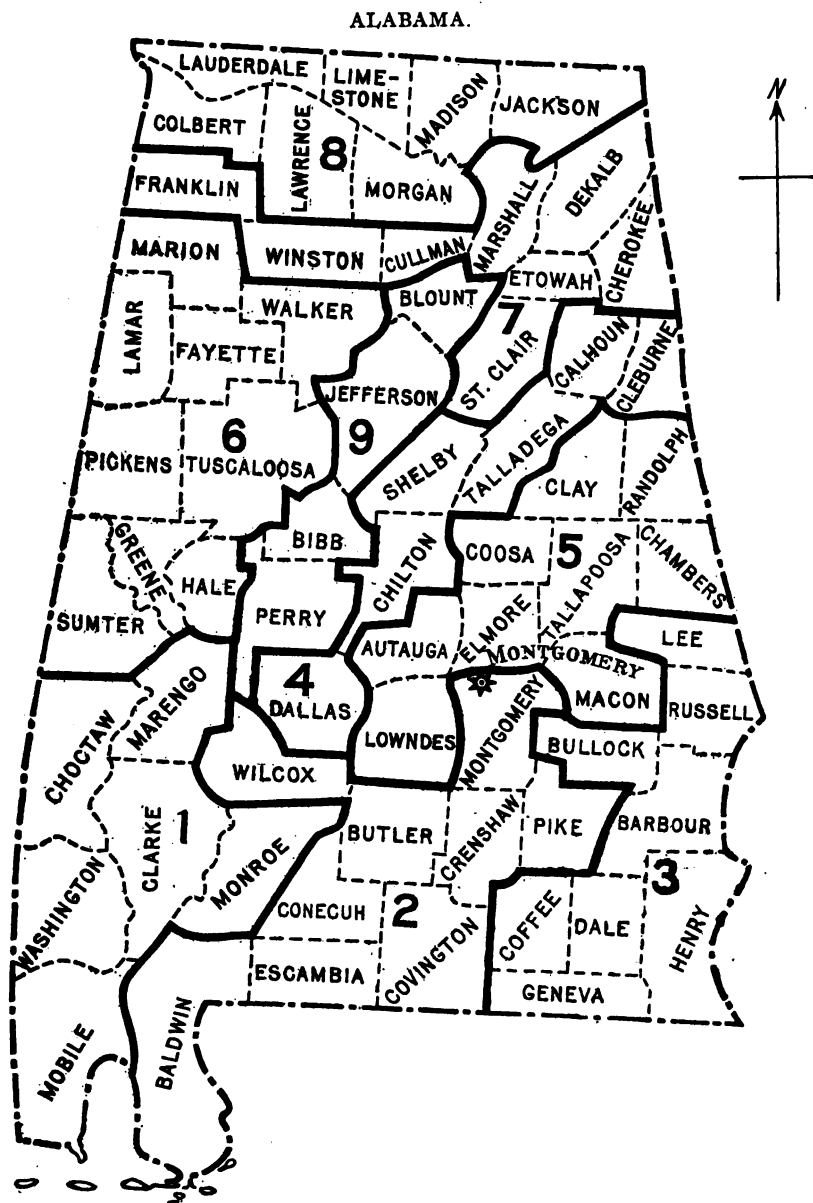 ALABAMA.
N
LAUDERDALE
LIME-
STONE
MADISON
JACKSON
COLBERT
LAWRENCE
8
MORGAN
FRANKLIN
MARSHALL
DEKALB
CHEROKEE
MARION
WINSTON
CULLMAN
ETOWAH
WALKER
BLOUNT
7
LAMAR
FAYETTE
ST. CLAIR
CALHOUN
CLEBURNE
JEFFERSON
6
9
PICKENS
TUSCALOOSA
SHELBY
TALLADEGA
CLAY
RANDOLPH
GREENE
BIBB
CHILTON
COOSA
5
TALLAPOOSA
CHAMBERS
HALE
SUMTER
PERRY
AUTAUGA
ELMORE
MONTGOMERY
LEE
4
DALLAS
MACON
RUSSELL
MARENGO
CHOCTAW
LOWNDES
MONTGOMERY
BULLOCK
WILCOX
CLARKE
1
MONROE
BUTLER
CRENSHAW
PIKE
BARBOUR
WASHINGTON
CONECUH
2
COVINGTON
COFFEE
DALE
3
HENRY
ESCAMBIA
GENEVA
MOBILE
BALDWIN